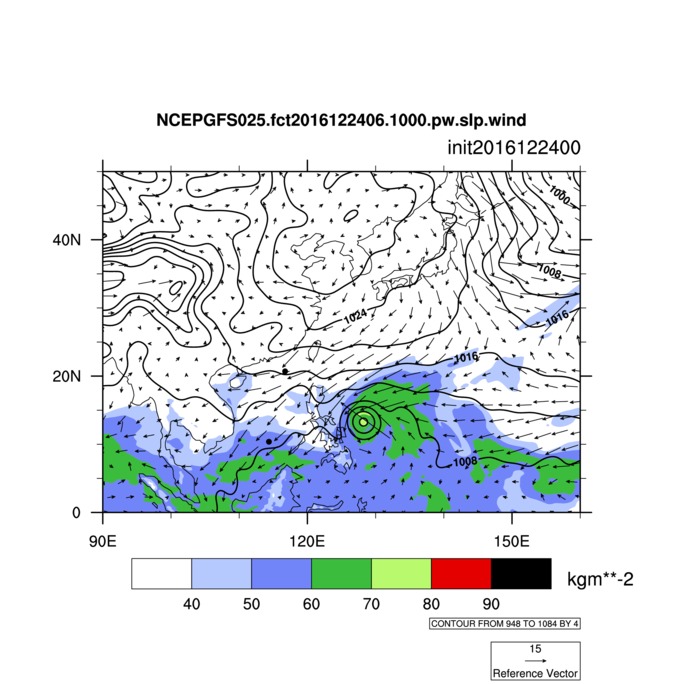 NCEPGFS025.fct2016122406.1000.pw.slp.wind
init2016122400
1000
40N
1008
1024
1016
1016
20N
1008
0
90E 120E 150E
40 50 60 70 80 90 kgm**-2
CONTOUR FROM 948 TO 1084 BY 4
15
Reference Vector